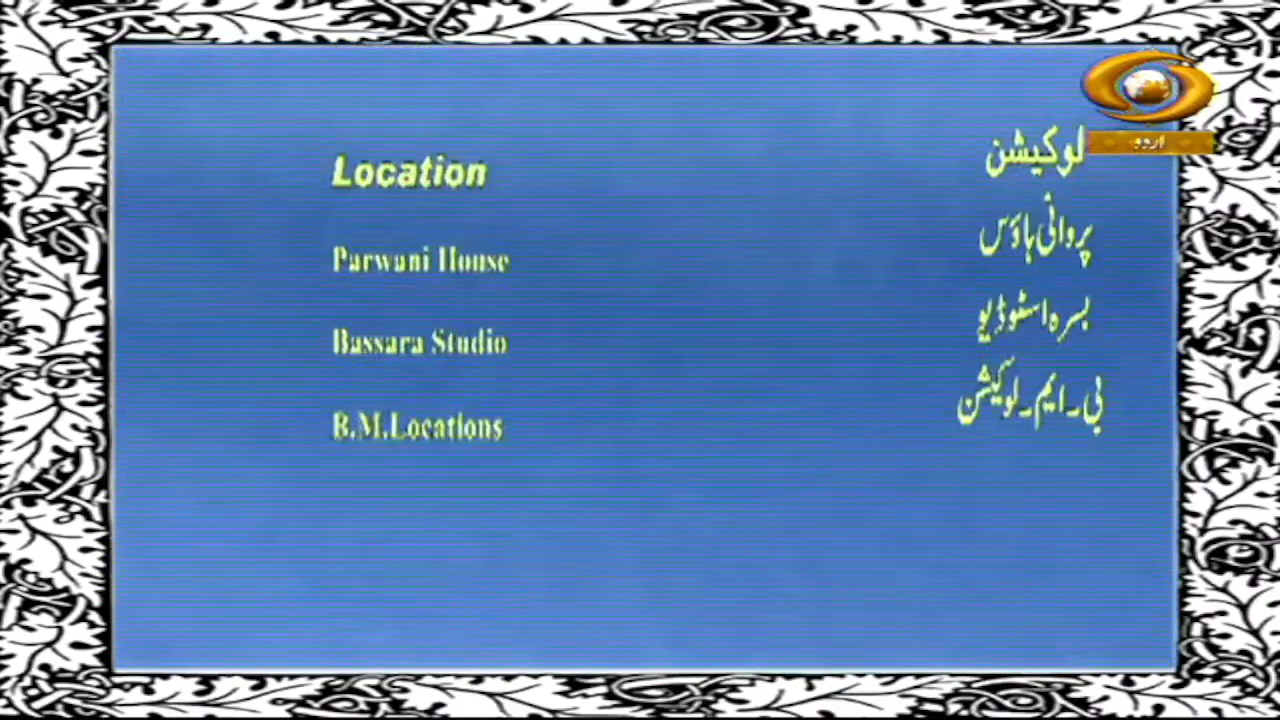 اردو
Location
لوکیشن
Parwani House
پروانی ہاؤس
Bassara Studio
بسرہ اسٹوڈیو
B.M.Locations
بی۔ایم۔لوکیشن